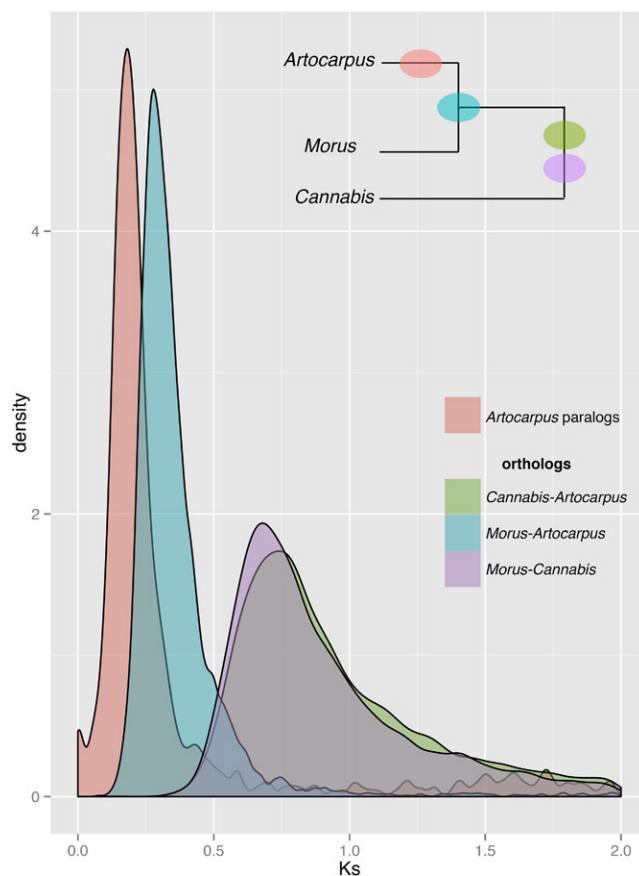 Artocarpus
Morus
Cannabis
4
density
Artocarpus paralogs
orthologs
Cannabis-Artocarpus
2
Morus-Artocarpus
Morus-Cannabis
0
0.0 0.5 1.0 1.5 2.0
Ks